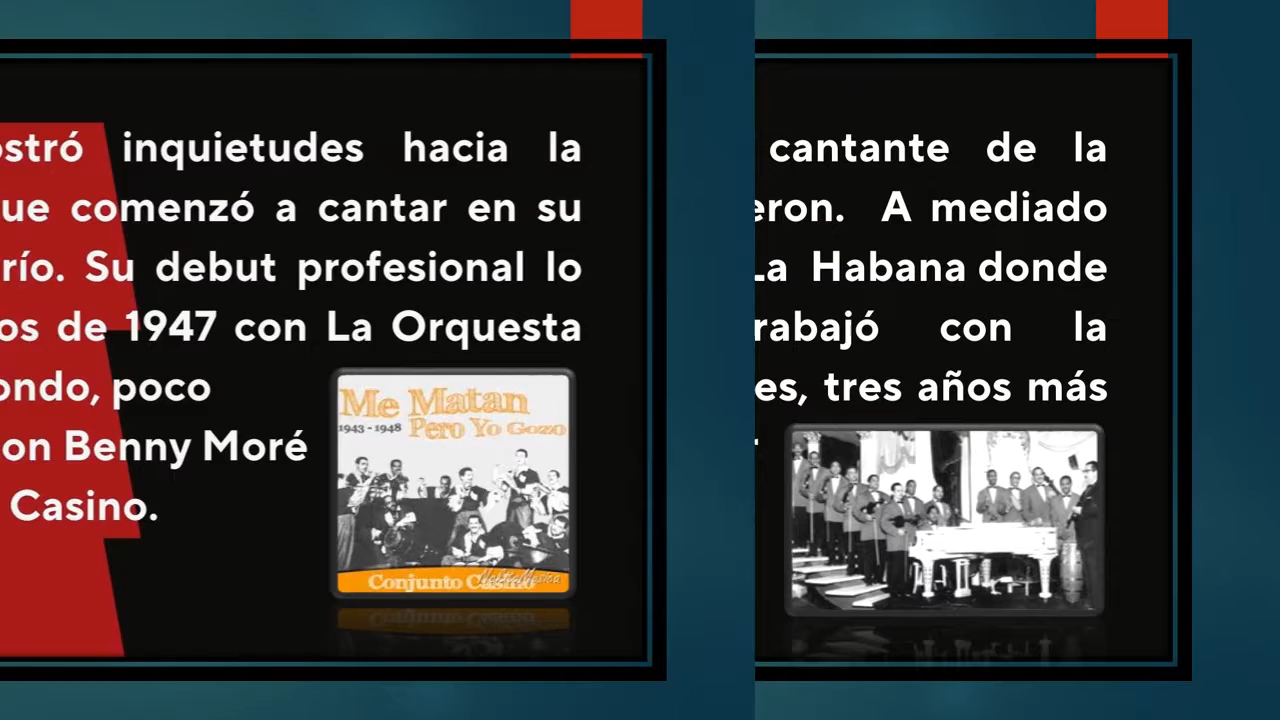 ostró inquietudes hacia la
ue comenzó a cantar en su
río. Su debut profesional lo
os de 1947 con La Orquesta
ondo, poco
on Benny Moré
Casino.
Me Matan
1943 - 1948 Pero Yo Gozo
Conjunto Casino
cantante de la
eron. A mediado
La Habana donde
rabajó con la
es, tres años más